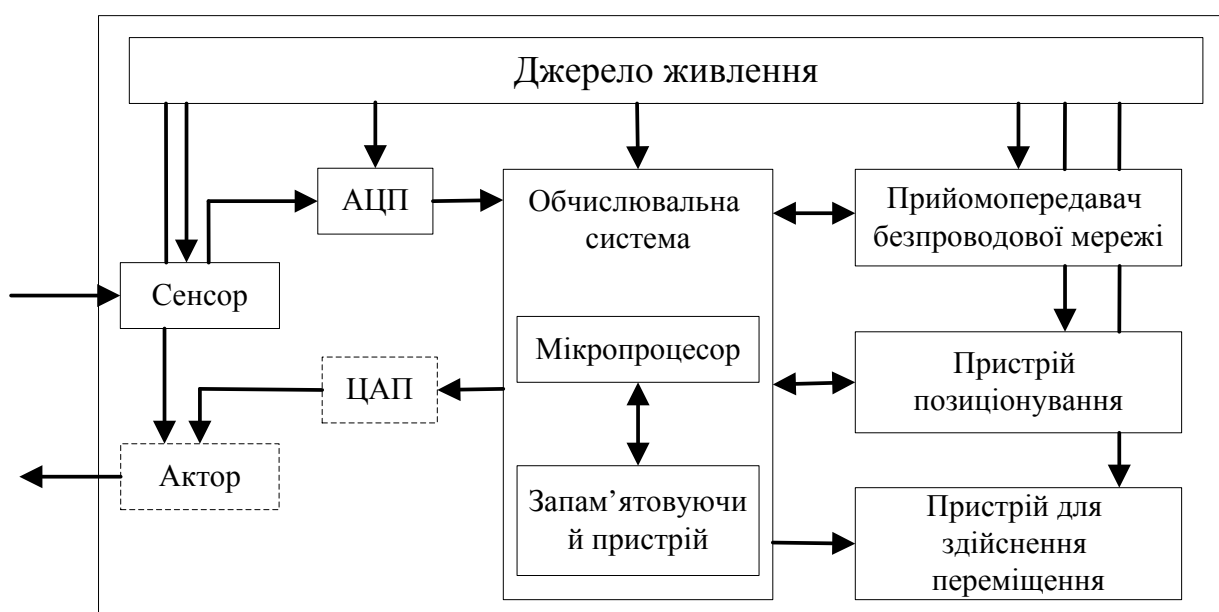 Джерело живлення
АЦП
Обчислювальна
система
Прийомопередавач
безпроводової мережі
Сенсор
Мікропроцесор
ЦАП
Пристрій
позиціонування
Актор
Запам’ятовуючи
й пристрій
Пристрій для
здійснення
переміщення